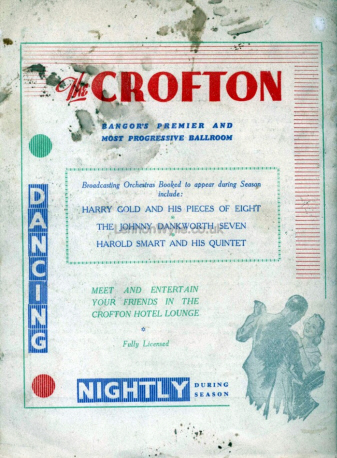 The CROFTON
BANGOR'S PREMIER AND
MOST PROGRESSIVE BALLROOM
Broadcasting Orchestras Booked to appear during Season
include:
HARRY GOLD AND HIS PIECES OF EIGHT
THE JOHNNY DANKWORTH SEVEN
HAROLD SMART AND HIS QUINTET
DANCING
MEET AND ENTERTAIN
YOUR FRIENDS IN THE
CROFTON HOTEL LOUNGE
Fully Licensed
NIGHTLY DURING
SEASON